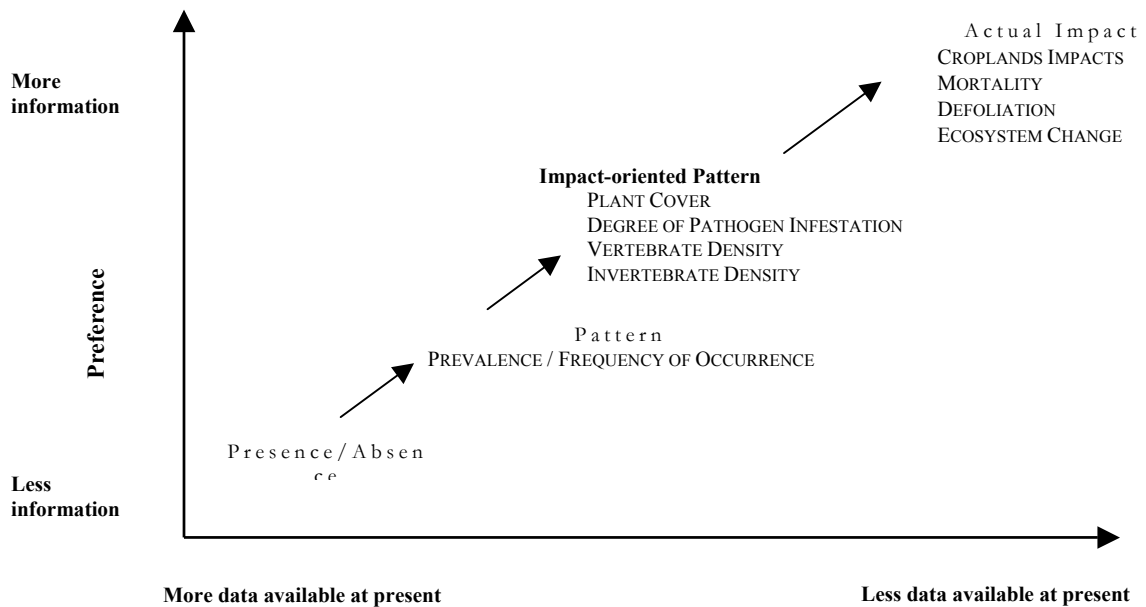 Actual Impact
CROPLANDS IMPACTS
MORTALITY
DEFOLIATION
ECOSYSTEM CHANGE
More
information
Impact-oriented Pattern
PLANT COVER
DEGREE OF PATHOGEN INFESTATION
VERTEBRATE DENSITY
INVERTEBRATE DENSITY
Preference
Pattern
PREVALENCE / FREQUENCY OF OCCURRENCE
Presence/Absen
ce
Less
information
More data available at present
Less data available at present